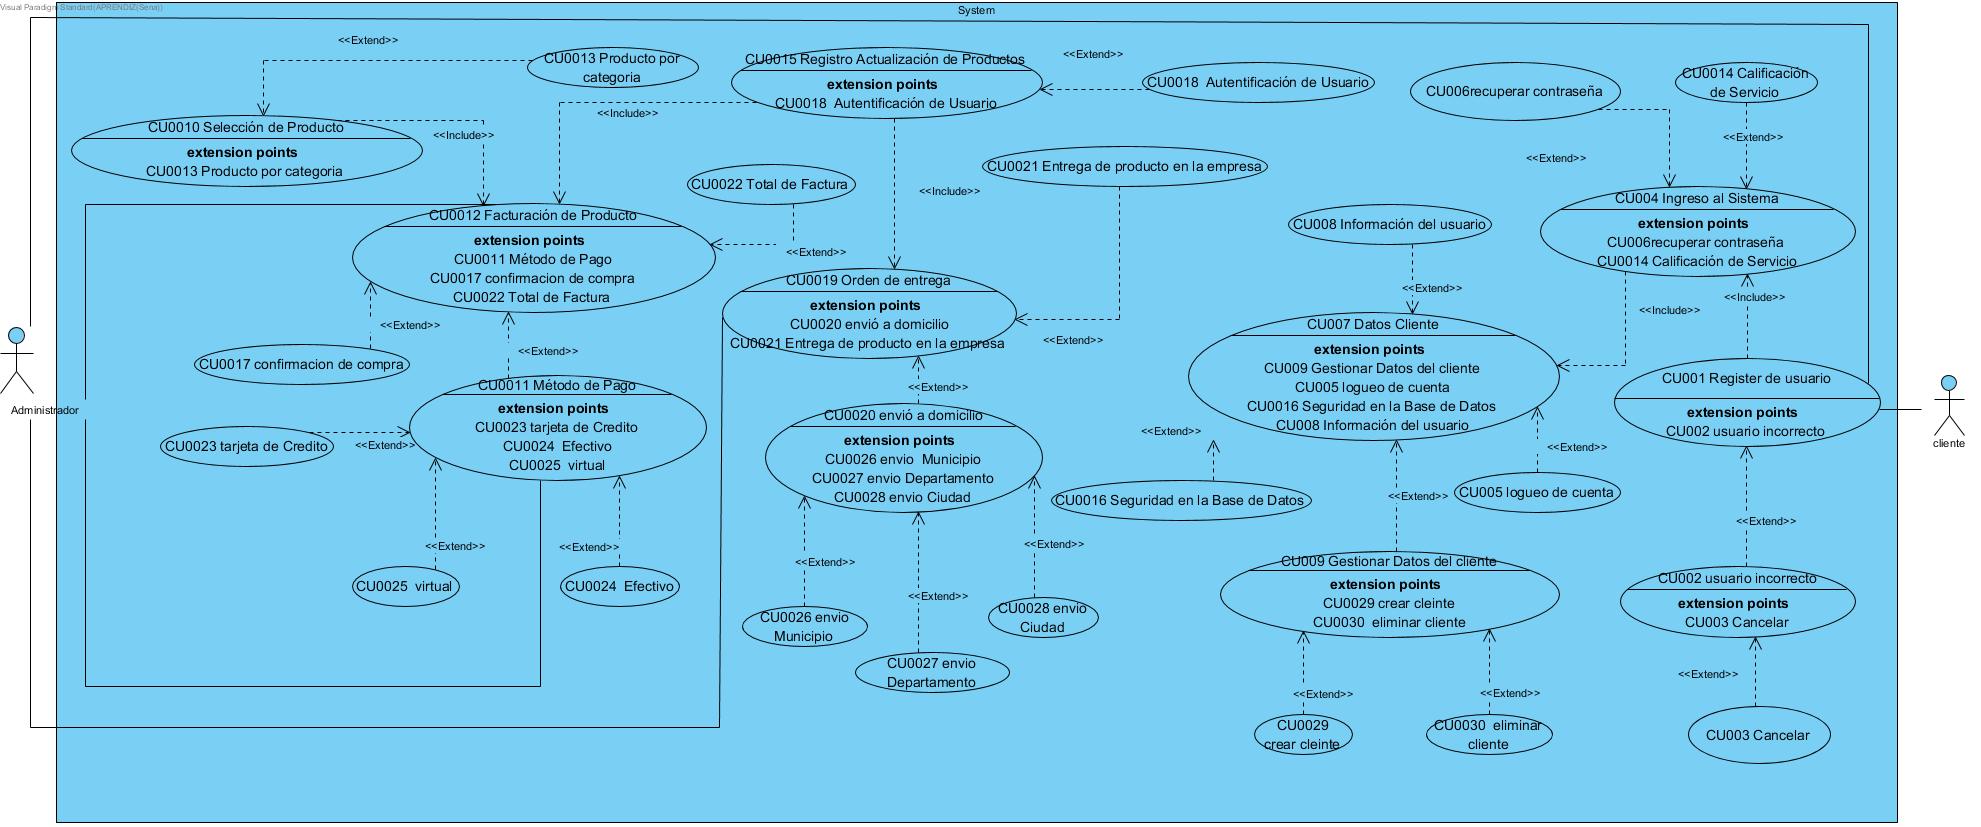 Visual Paradigm Standard(APRENDIZ(Sena))
System
<<Extend>>
CU0013 Producto por
categoria
CU0015 Registro Actualización de Productos
extension points
CU0018  Autentificación de Usuario
<<Extend>>
CU0018  Autentificación de Usuario
CU006recuperar contraseña
CU0014 Calificación
de Servicio
<<Include>>
CU0010 Selección de Producto
extension points
CU0013 Producto por categoria
<<Include>>
<<Extend>>
<<Extend>>
CU0022 Total de Factura
<<Include>>
CU0021 Entrega de producto en la empresa
CU004 Ingreso al Sistema
extension points
CU006recuperar contraseña
CU0014 Calificación de Servicio
CU0012 Facturación de Producto
extension points
CU0011 Método de Pago
CU0017 confirmacion de compra
CU0022 Total de Factura
<<Extend>>
CU008 Información del usuario
<<Extend>>
<<Include>>
<<Include>>
CU0019 Orden de entrega
extension points
CU0020 envió a domicilio
CU0021 Entrega de producto en la empresa
<<Extend>>
<<Extend>>
CU0017 confirmacion de compra
<<Extend>>
CU007 Datos Cliente
extension points
CU009 Gestionar Datos del cliente
CU005 logueo de cuenta
CU0016 Seguridad en la Base de Datos
CU008 Información del usuario
CU001 Register de usuario
extension points
CU002 usuario incorrecto
Administrador
cliente
CU0011 Método de Pago
extension points
CU0023 tarjeta de Credito
CU0024  Efectivo
CU0025  virtual
<<Extend>>
CU0023 tarjeta de Credito
<<Extend>>
CU0020 envió a domicilio
extension points
CU0026 envio  Municipio
CU0027 envio Departamento
CU0028 envio Ciudad
<<Extend>>
CU0016 Seguridad en la Base de Datos
<<Extend>>
<<Extend>>
CU005 logueo de cuenta
<<Extend>>
<<Extend>>
<<Extend>>
<<Extend>>
<<Extend>>
<<Extend>>
CU0025  virtual
CU0024  Efectivo
CU0026 envio
Municipio
CU0027 envio
Departamento
CU0028 envio
Ciudad
CU009 Gestionar Datos del cliente
extension points
CU0029 crear cleinte
CU0030  eliminar cliente
CU002 usuario incorrecto
extension points
CU003 Cancelar
<<Extend>>
<<Extend>>
<<Extend>>
CU0029
crear cleinte
CU0030  eliminar
cliente
CU003 Cancelar